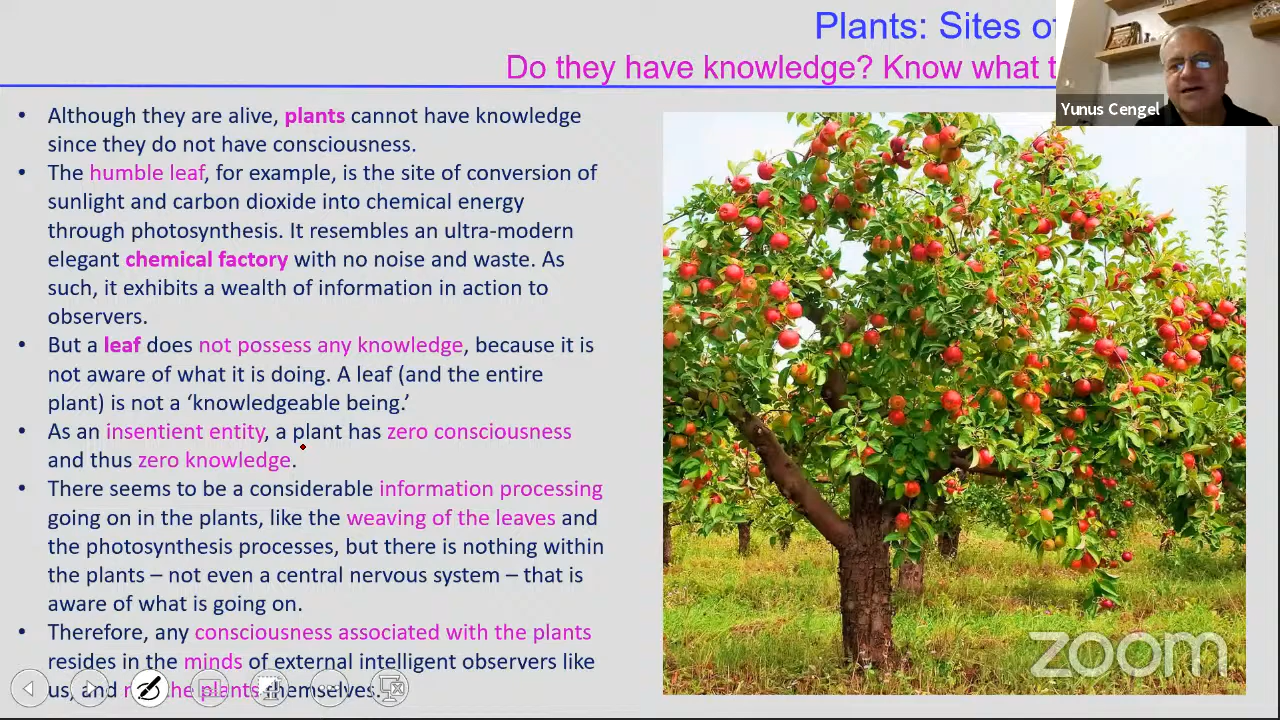 Plants: Sites of
Do they have knowledge? Know what t
Yunus Cengel
• Although they are alive, plants cannot have knowledge
since they do not have consciousness.
• The humble leaf, for example, is the site of conversion of
sunlight and carbon dioxide into chemical energy
through photosynthesis. It resembles an ultra-modern
elegant chemical factory with no noise and waste. As
such, it exhibits a wealth of information in action to
observers.
• But a leaf does not possess any knowledge, because it is
not aware of what it is doing. A leaf (and the entire
plant) is not a ‘knowledgeable being.’
• As an insentient entity, a plant has zero consciousness
and thus zero knowledge.
• There seems to be a considerable information processing
going on in the plants, like the weaving of the leaves and
the photosynthesis processes, but there is nothing within
the plants – not even a central nervous system – that is
aware of what is going on.
• Therefore, any consciousness associated with the plants
resides in the minds of external intelligent observers like
us, and the plants themselves.
zoom